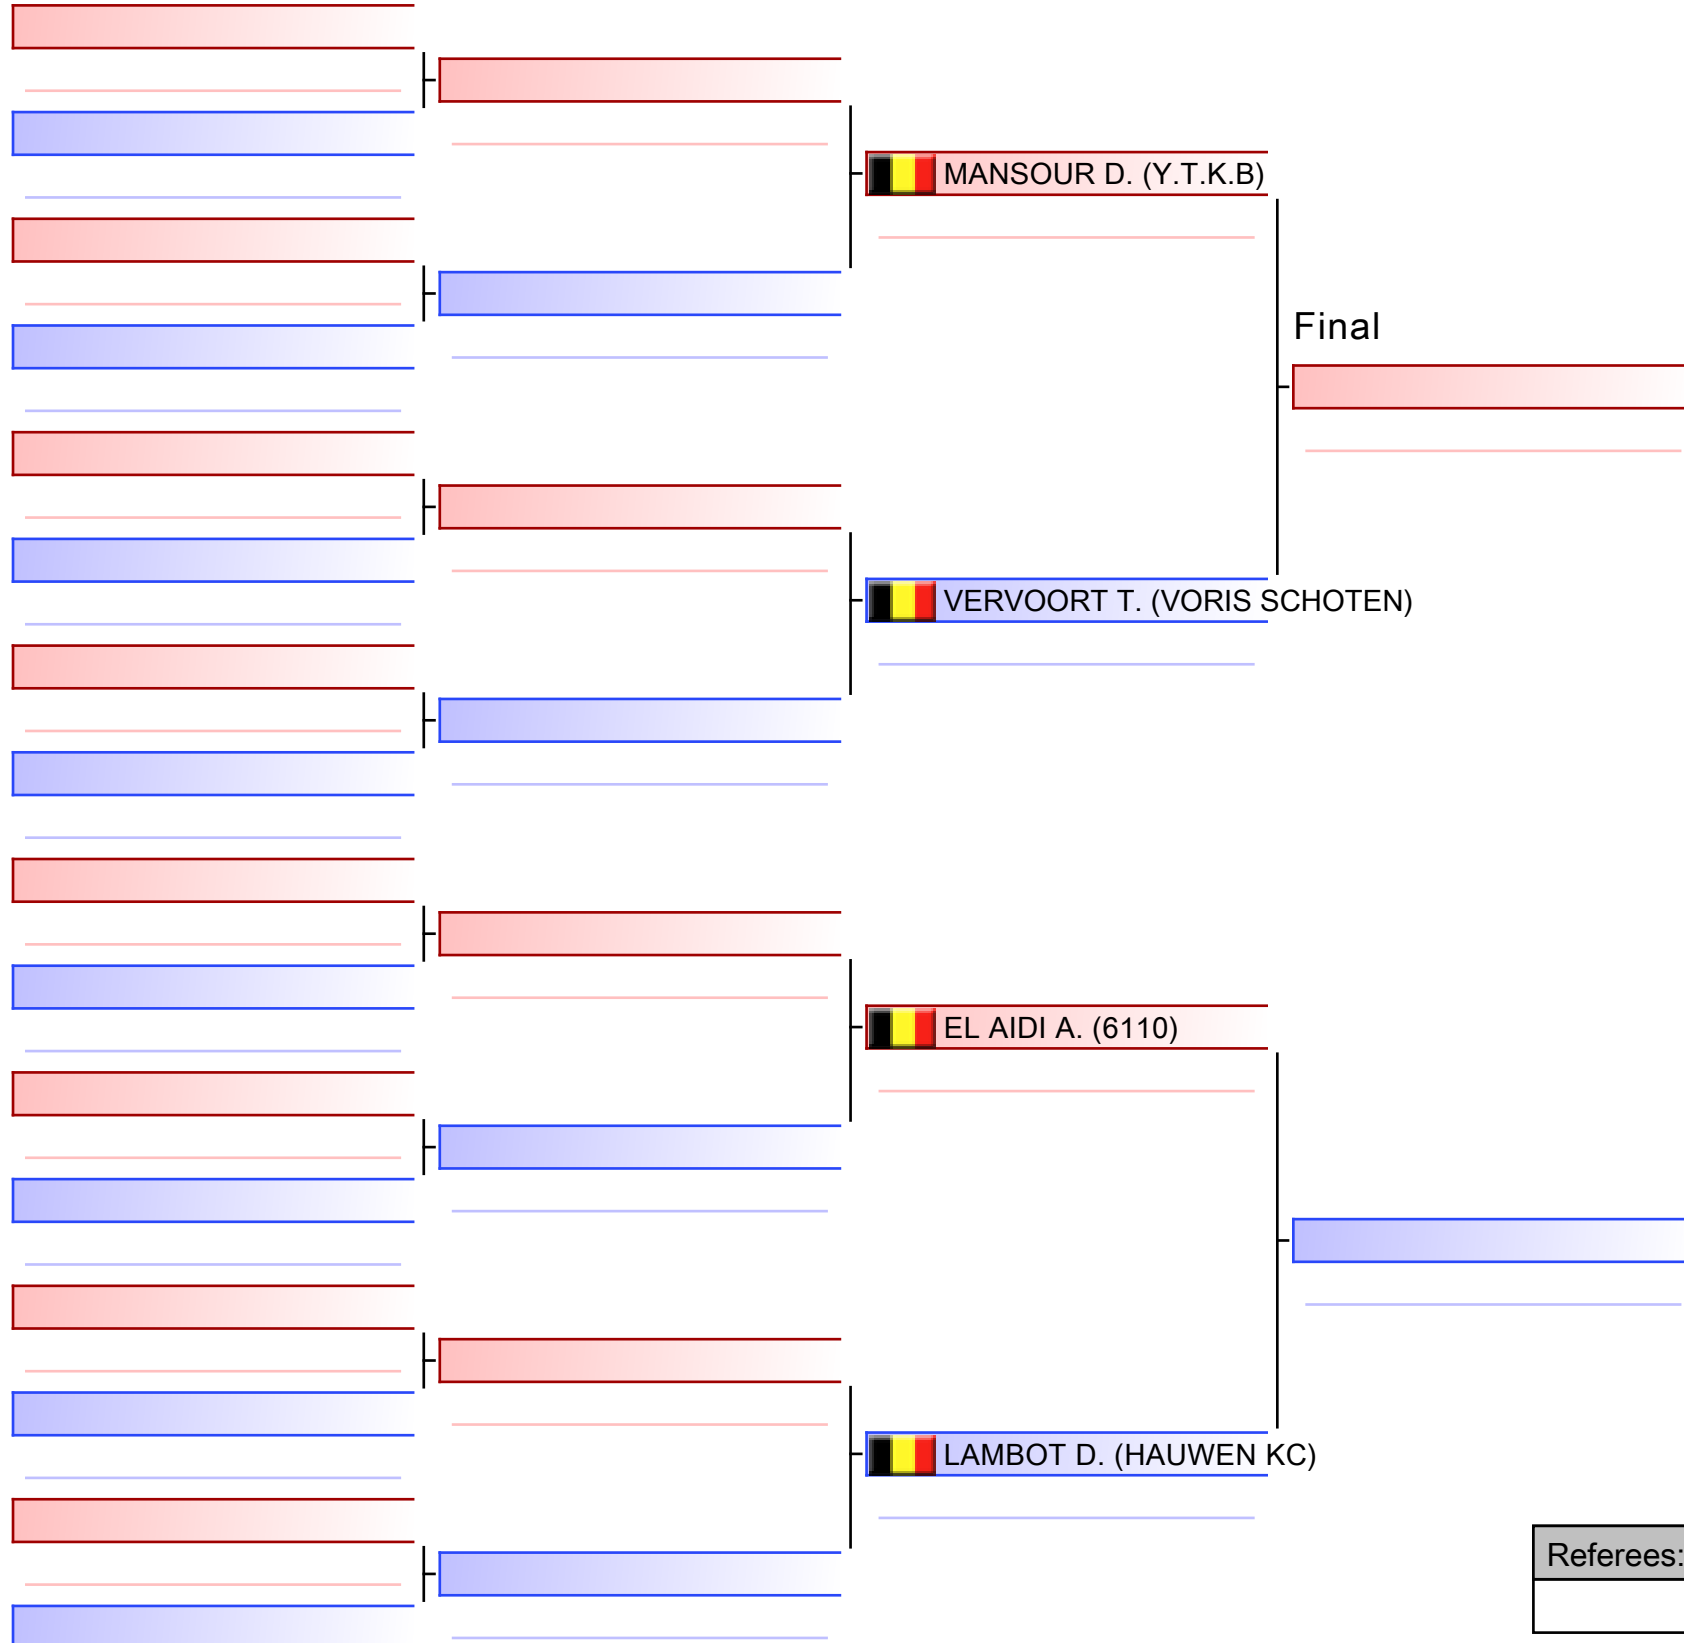 MANSOUR D. (Y.T.K.B)
Final
VERVOORT T. (VORIS SCHOTEN)
EL AIDI A. (6110)
LAMBOT D. (HAUWEN KC)
Referees: